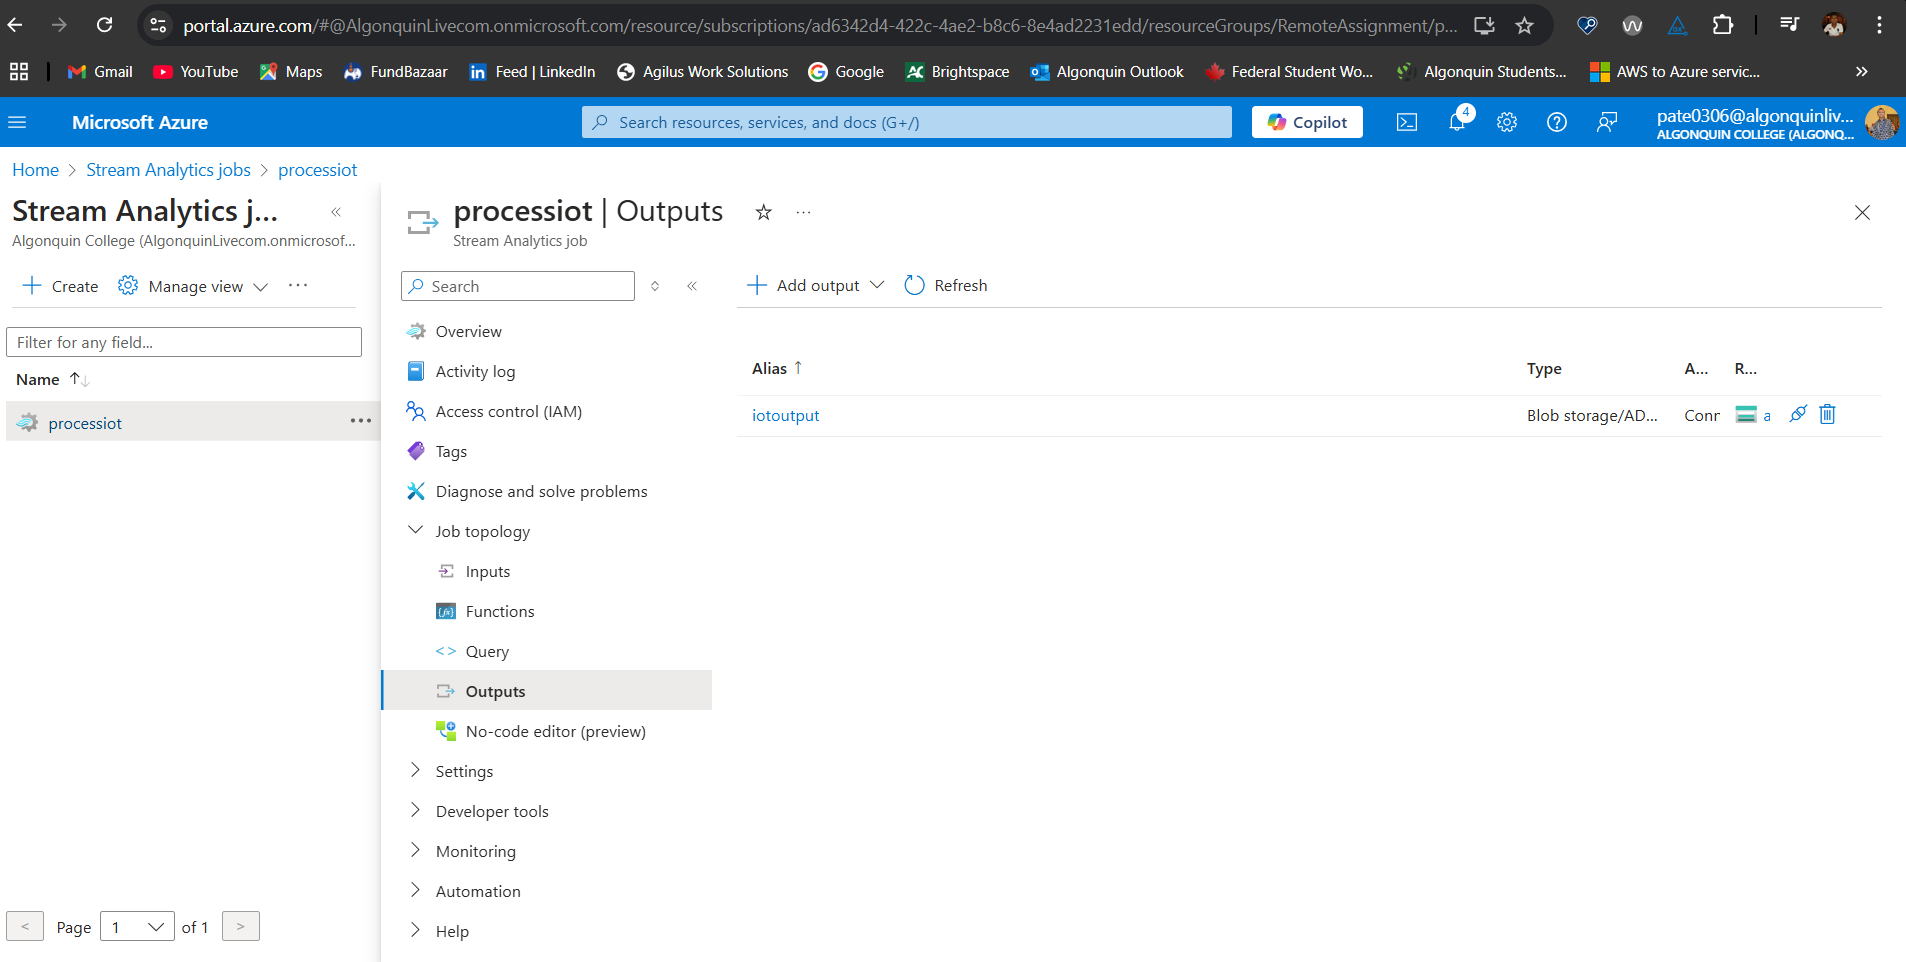 portal.azure.com/#@AlgonquinLivecom.onmicrosoft.com/resource/subscriptions/ad6342d4-422c-4ae2-b8c6-8e4ad2231edd/resourceGroups/RemoteAssignment/p...
Gmail YouTube Maps FundBazaar Feed | LinkedIn Agilus Work Solutions Google Brightspace Algonquin Outlook Federal Student Wo... Algonquin Students... AWS to Azure servic... »
Microsoft Azure
Search resources, services, and docs (G+/)
Copilot
4
pate0306@algonquinliv...
ALGONQUIN COLLEGE (ALGONQ...
Home > Stream Analytics jobs > processiot
Stream Analytics j... «
Algonquin College (AlgonquinLivecom.onmicrosof...
+ Create Manage view ...
Filter for any field...
Name ↑↓
processiot ...
< Page 1 of 1 >
processiot | Outputs ...
Stream Analytics job
Search «
Overview
Activity log
Access control (IAM)
Tags
Diagnose and solve problems
Job topology
Inputs
Functions
Query
Outputs
No-code editor (preview)
Settings
Developer tools
Monitoring
Automation
Help
+ Add output Refresh
Alias ↑ Type A... R...
iotoutput Blob storage/AD... Conr a